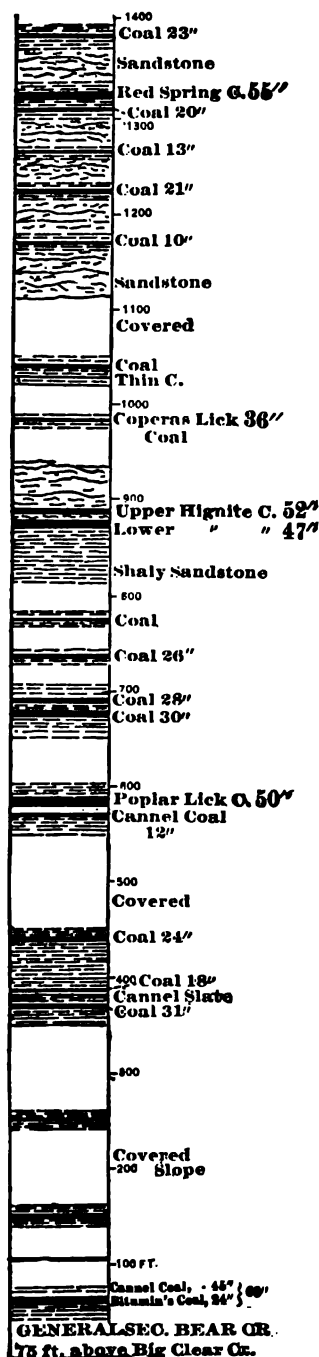 1400
Coal 23"
Sandstone
Red Spring C. 55"
Coal 20"
1300
Coal 13"
Coal 21"
1200
Coal 10"
Sandstone
1100
Covered
Coal
Thin C.
1000
Coperas Lick 36"
Coal
900
Upper Hignite C. 52"
Lower " " 47"
Shaly Sandstone
800
Coal
Coal 26"
700
Coal 28"
Coal 30"
600
Poplar Lick C. 50"
Cannel Coal
12"
500
Covered
Coal 24"
400 Coal 18"
Cannel Slate
Coal 31"
300
Covered
200 Slope
100 FT.
Cannel Coal, - 45" } 69"
Bitumin's Coal, 24"
GENERAL SEC. BEAR CR.
75 ft. above Big Clear Cr.